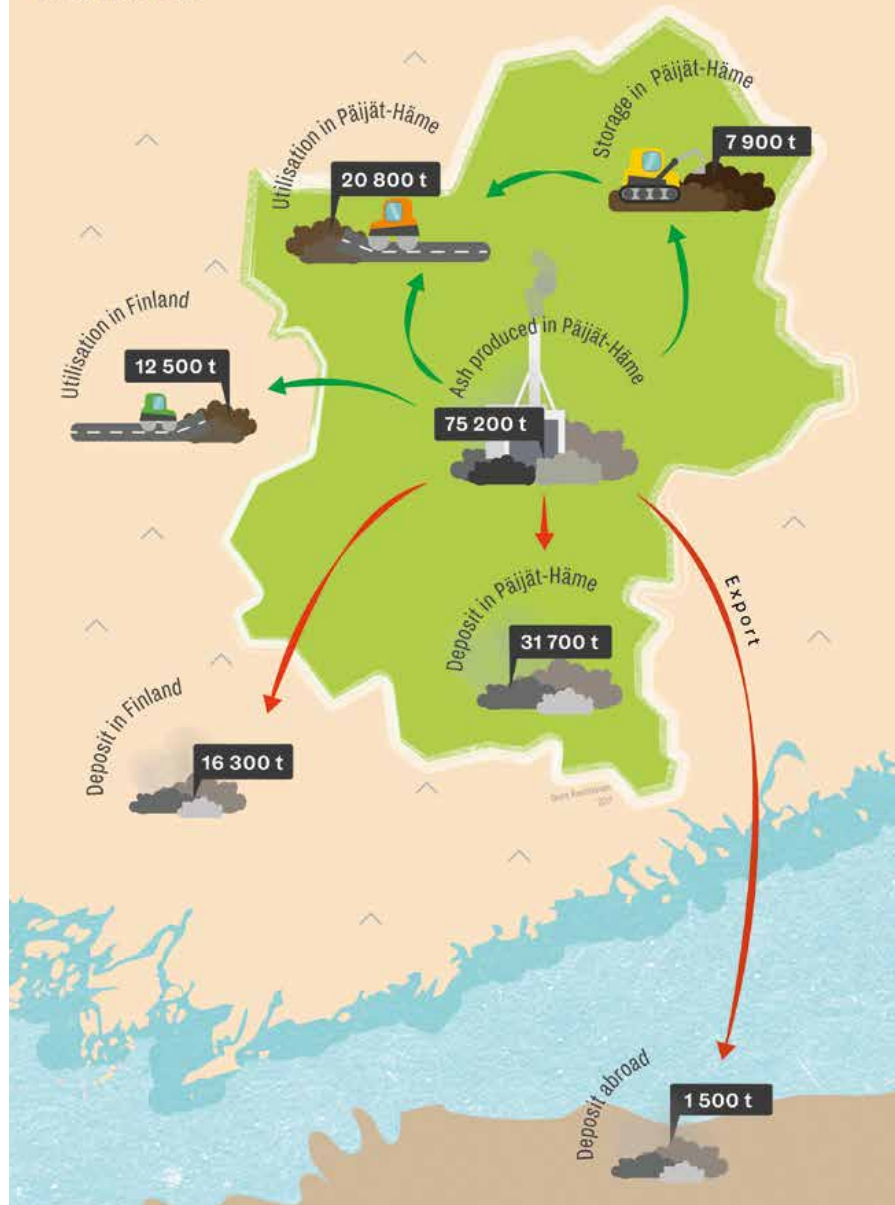 Utilisation in Päijät-Häme
20 800 t
Storage in Päijät-Häme
7 900 t
Utilisation in Finland
12 500 t
Ash produced in Päijät-Häme
75 200 t
Deposit in Päijät-Häme
31 700 t
Export
Deposit in Finland
16 300 t
Deposit abroad
1 500 t